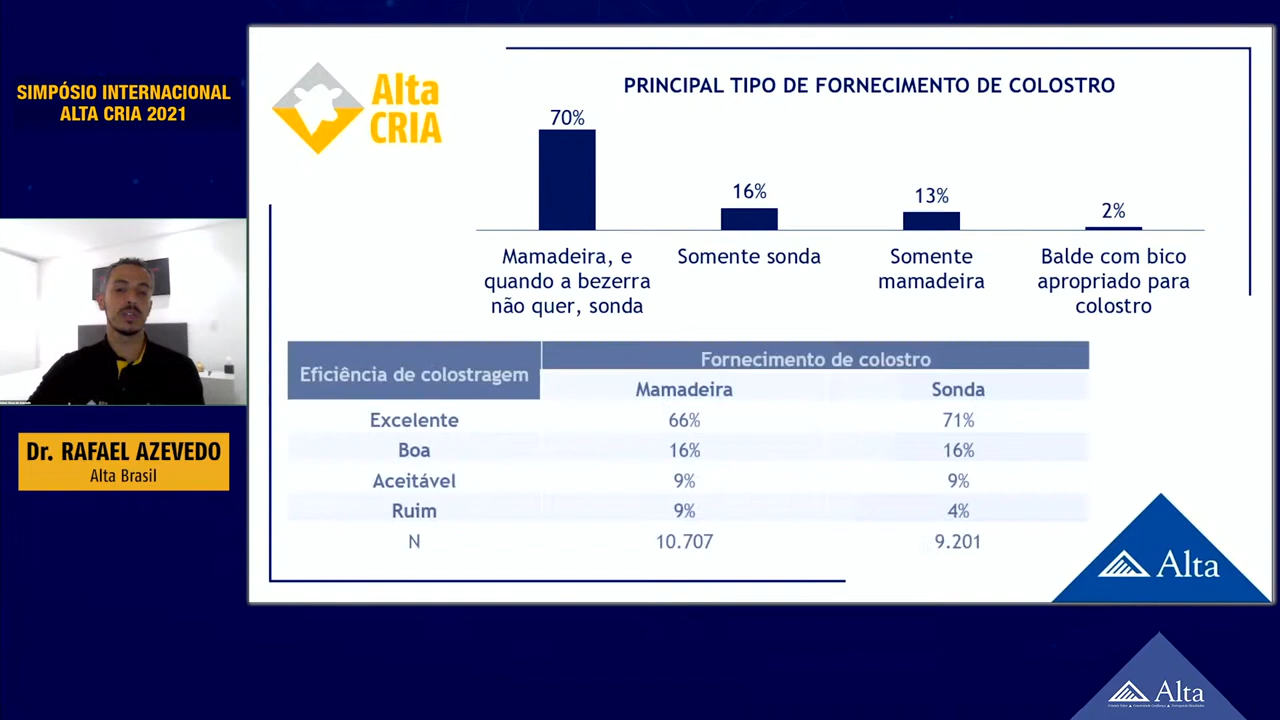 SIMPÓSIO INTERNACIONAL
ALTA CRIA 2021
Dr. RAFAEL AZEVEDO
Alta Brasil
Alta
CRIA
PRINCIPAL TIPO DE FORNECIMENTO DE COLOSTRO
70%
16%
13%
2%
Mamadeira, e
quando a bezerra
não quer, sonda
Somente sonda
Somente
mamadeira
Balde com bico
apropriado para
colostro
Eficiência de colostragem
Fornecimento de colostro
Mamadeira Sonda
Excelente 66% 71%
Boa 16% 16%
Aceitável 9% 9%
Ruim 9% 4%
N 10.707 9.201
Alta
Alta